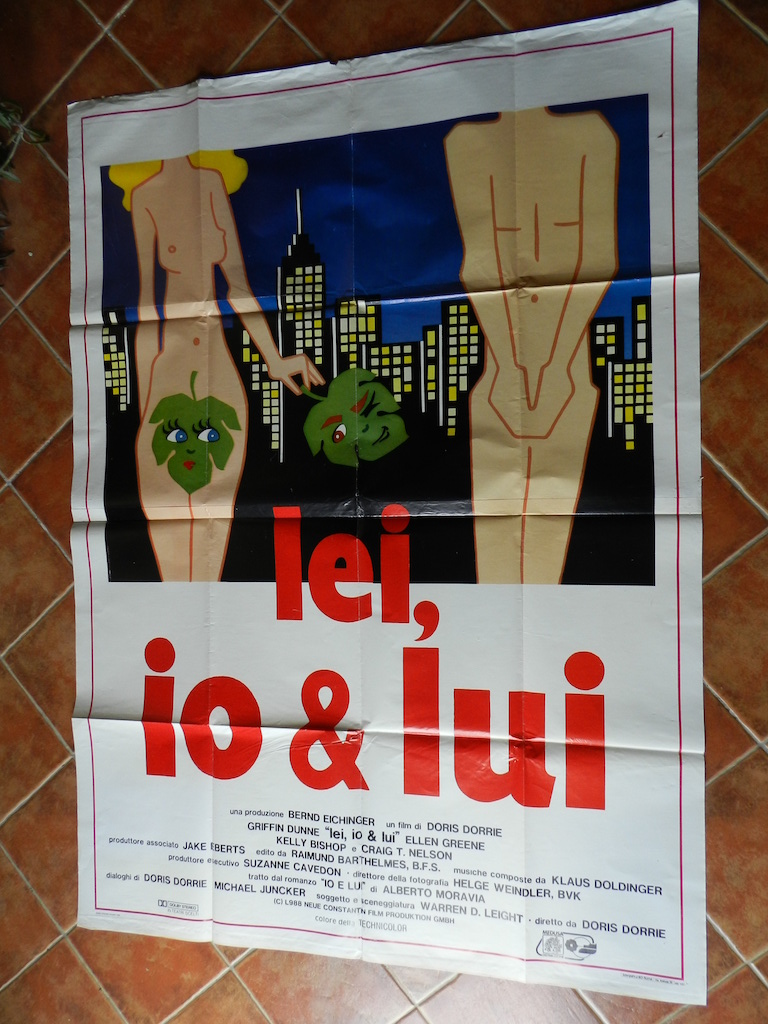 lei,
io & lui
una produzione BERND EICHINGER un film di DORIS DORRIE
GRIFFIN DUNNE "lei, io & lui" ELLEN GREENE
KELLY BISHOP e CRAIG T. NELSON
produttore associato JAKE EBERTS edito da RAIMUND BARTHELMES, B.F.S. musiche composte da KLAUS DOLDINGER
produttore esecutivo SUZANNE CAVEDON · direttore della fotografia HELGE WEINDLER, BVK
tratto dal romanzo "IO E LUI" di ALBERTO MORAVIA
dialoghi di DORIS DORRIE MICHAEL JUNCKER soggetto e sceneggiatura WARREN D. LEIGHT · diretto da DORIS DORRIE
(C) L988 NEUE CONSTANTIN FILM PRODUKTION GMBH
colore della TECHNICOLOR
DOLBY STEREO
MEDUSA